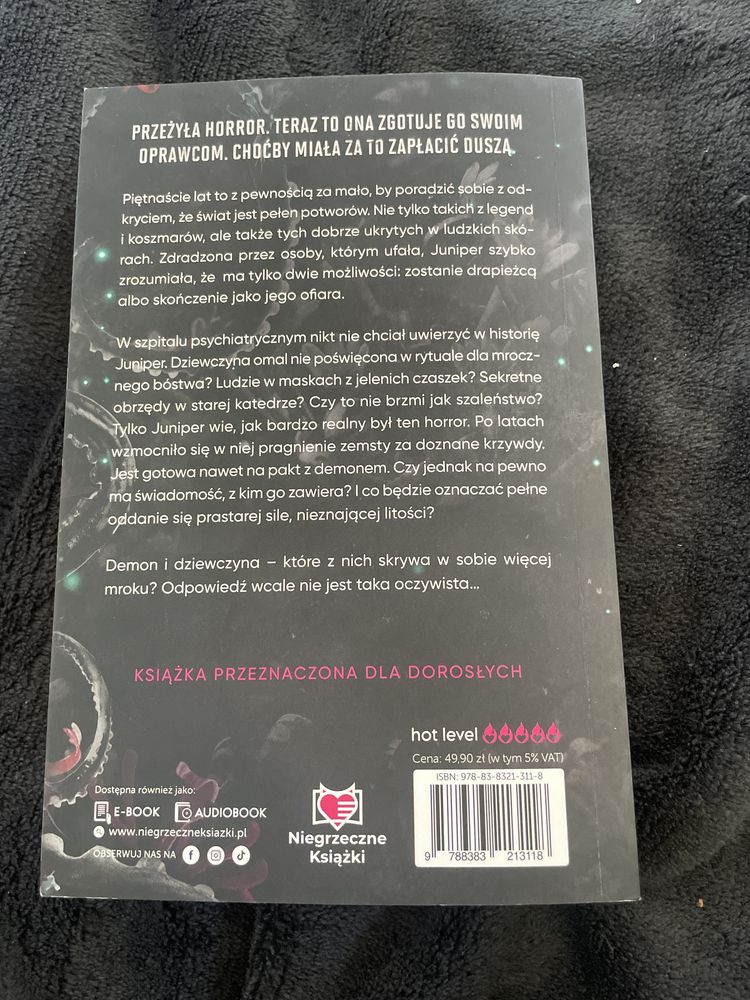 PRZEŻYŁA HORROR. TERAZ TO ONA ZGOTUJE GO SWOIM
OPRAWCOM. CHOĆBY MIAŁA ZA TO ZAPŁACIĆ DUSZĄ.
Piętnaście lat to z pewnością za mało, by poradzić sobie z od-
kryciem, że świat jest pełen potworów. Nie tylko takich z legend
i koszmarów, ale także tych dobrze ukrytych w ludzkich skó-
rach. Zdradzona przez osoby, którym ufała, Juniper szybko
zrozumiała, że ma tylko dwie możliwości: zostanie drapieżcą
albo skończenie jako jego ofiara.
W szpitalu psychiatrycznym nikt nie chciał uwierzyć w historię
Juniper. Dziewczyna omal nie poświęcona w rytuale dla mrocz-
nego bóstwa? Ludzie w maskach z jelenich czaszek? Sekretne
obrzędy w starej katedrze? Czy to nie brzmi jak szaleństwo?
Tylko Juniper wie, jak bardzo realny był ten horror. Po latach
wzmocniło się w niej pragnienie zemsty za doznane krzywdy.
Jest gotowa nawet na pakt z demonem. Czy jednak na pewno
ma świadomość, z kim go zawiera? I co będzie oznaczać pełne
oddanie się prastarej sile, nieznającej litości?
Demon i dziewczyna – które z nich skrywa w sobie więcej
mroku? Odpowiedź wcale nie jest taka oczywista...
KSIĄŻKA PRZEZNACZONA DLA DOROSŁYCH
hot level
Cena: 49,90 zł (w tym 5% VAT)
ISBN: 978-83-8321-311-8
9 788383 213118
Dostępna również jako:
E-BOOK AUDIOBOOK
www.niegrzeczneksiazki.pl
OBSERWUJ NAS NA
Niegrzeczne
Książki